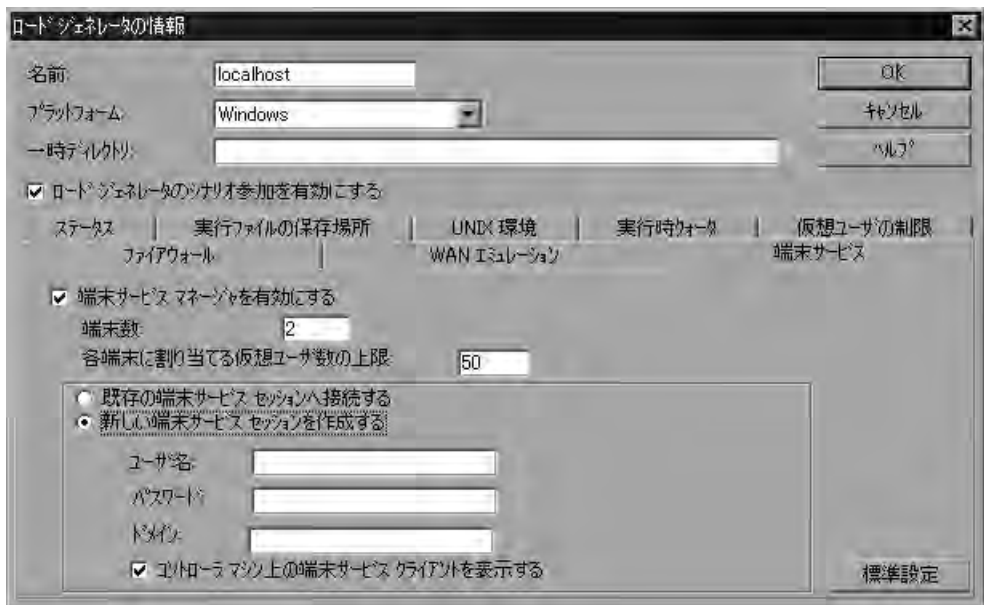 ロード ジェネレータの情報
名前: localhost OK
プラットフォーム: Windows キャンセル
一時ディレクトリ: ヘルプ
ロード ジェネレータのシナリオ参加を有効にする
ステータス 実行ファイルの保存場所 UNIX 環境 実行時クォータ 仮想ユーザの制限
ファイアウォール WAN エミュレーション 端末サービス
端末サービス マネージャを有効にする
端末数: 2
各端末に割り当てる仮想ユーザ数の上限: 50
既存の端末サービス セッションへ接続する
新しい端末サービス セッションを作成する
ユーザ名:
パスワード:
ドメイン:
コントローラ マシン上の端末サービス クライアントを表示する
標準設定